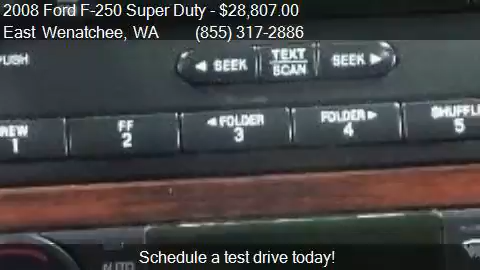 2008 Ford F-250 Super Duty - $28,807.00
East Wenatchee, WA (855) 317-2886
PUSH
◄ SEEK TEXT SCAN SEEK ►
REW FF ◄ FOLDER FOLDER ► SHUFFLE
1 2 3 4 5
AUTO
Schedule a test drive today!